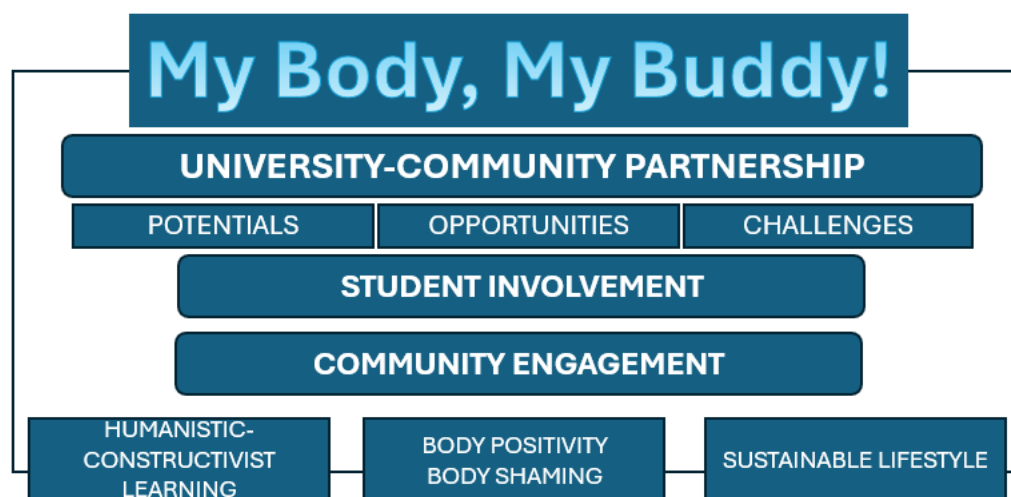 My Body, My Buddy!
UNIVERSITY-COMMUNITY PARTNERSHIP
POTENTIALS
OPPORTUNITIES
CHALLENGES
STUDENT INVOLVEMENT
COMMUNITY ENGAGEMENT
HUMANISTIC-
CONSTRUCTIVIST
LEARNING
BODY POSITIVITY
BODY SHAMING
SUSTAINABLE LIFESTYLE